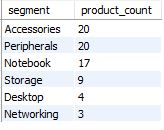 segment product_count
Accessories 20
Peripherals 20
Notebook 17
Storage 9
Desktop 4
Networking 3